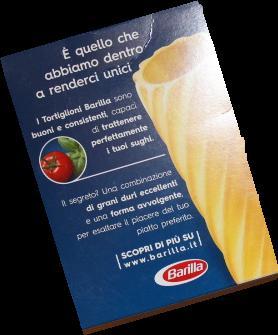 È quello che
abbiamo dentro
a renderci unici
I Tortiglioni Barilla sono
buoni e consistenti, capaci
di trattenere
perfettamente
i tuoi sughi.
Il segreto? Una combinazione
di grani duri eccellenti
e una forma avvolgente,
per esaltare il piacere del tuo
piatto preferito.
SCOPRI DI PIÙ SU
www.barilla.it
Barilla